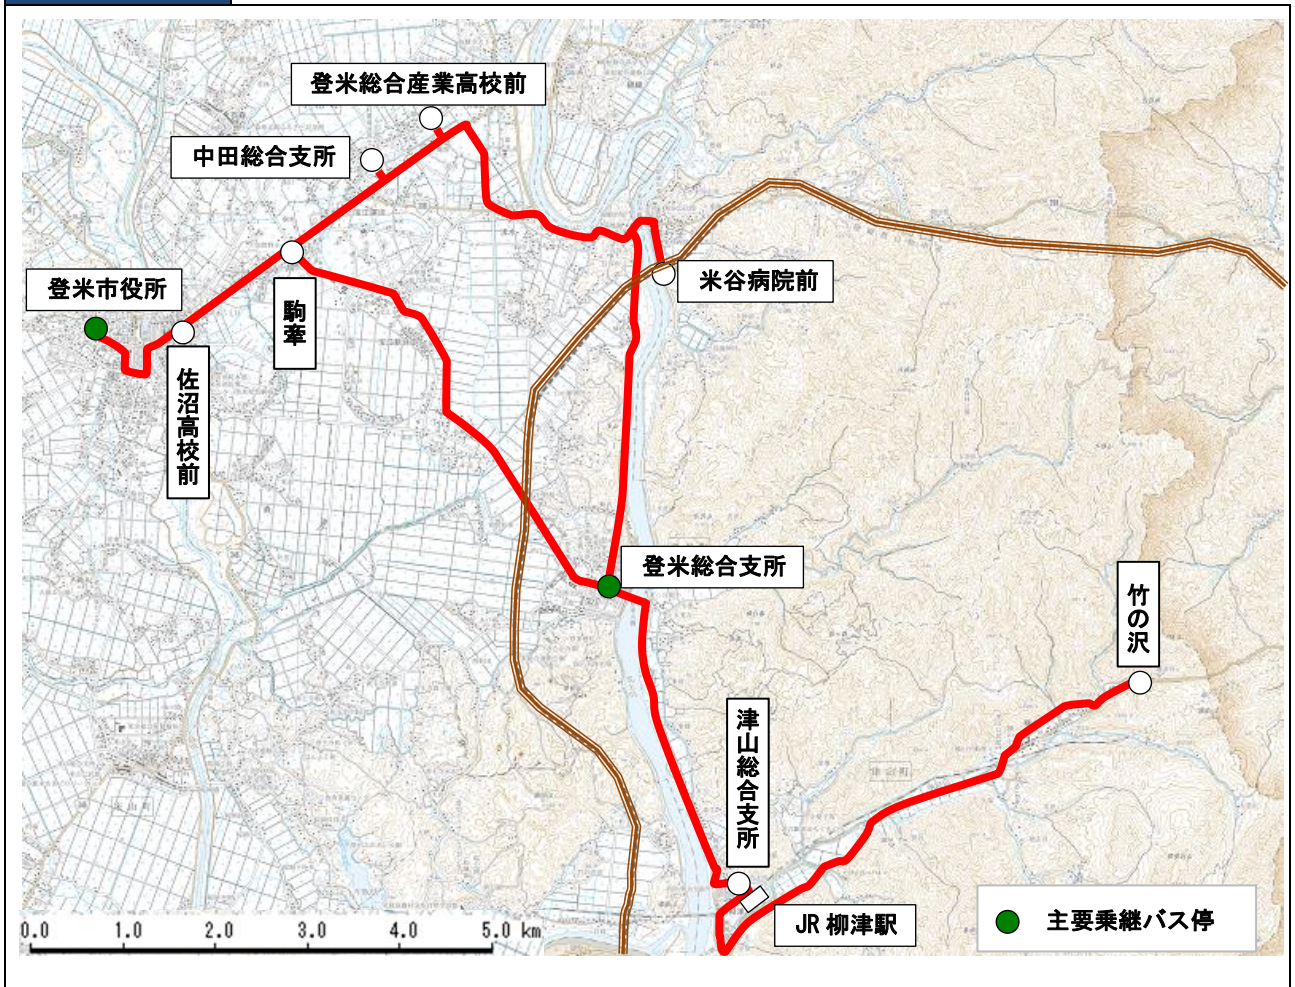 登米総合産業高校前
中田総合支所
登米市役所
駒牽
米谷病院前
佐沼高校前
登米総合支所
竹の沢
津山総合支所
JR 柳津駅
主要乗継バス停
0.0 1.0 2.0 3.0 4.0 5.0 km